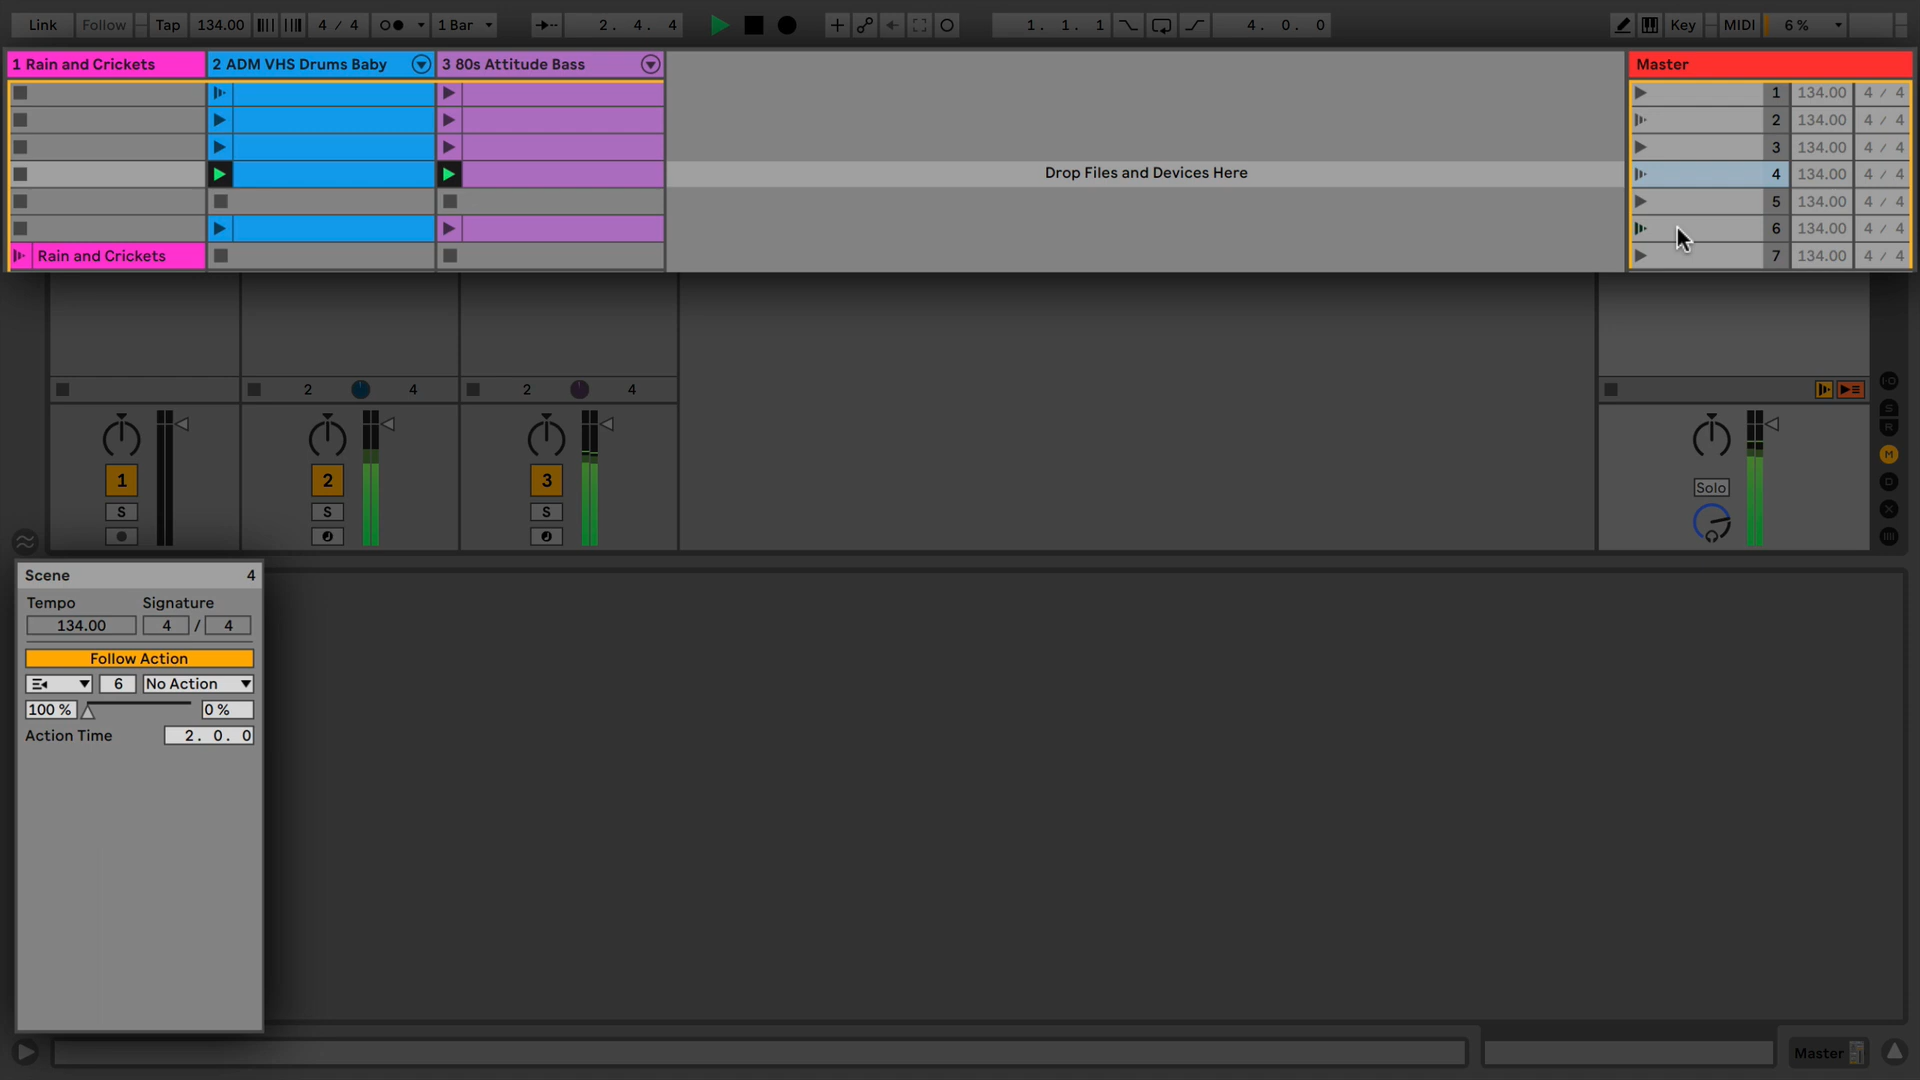 Link Follow Tap 134.00 4 / 4 1 Bar 2. 4. 4 1. 1. 1 4. 0. 0 Key MIDI 6 %
1 Rain and Crickets 2 ADM VHS Drums Baby 3 80s Attitude Bass Master
1 134.00 4 / 4
2 134.00 4 / 4
3 134.00 4 / 4
Drop Files and Devices Here 4 134.00 4 / 4
5 134.00 4 / 4
6 134.00 4 / 4
Rain and Crickets 7 134.00 4 / 4
2 4 2 4
1 2 3
S S S Solo
I·O
S
R
M
D
X
Scene 4
Tempo Signature
134.00 4 / 4
Follow Action
6 No Action
100 % 0 %
Action Time 2. 0. 0
Master